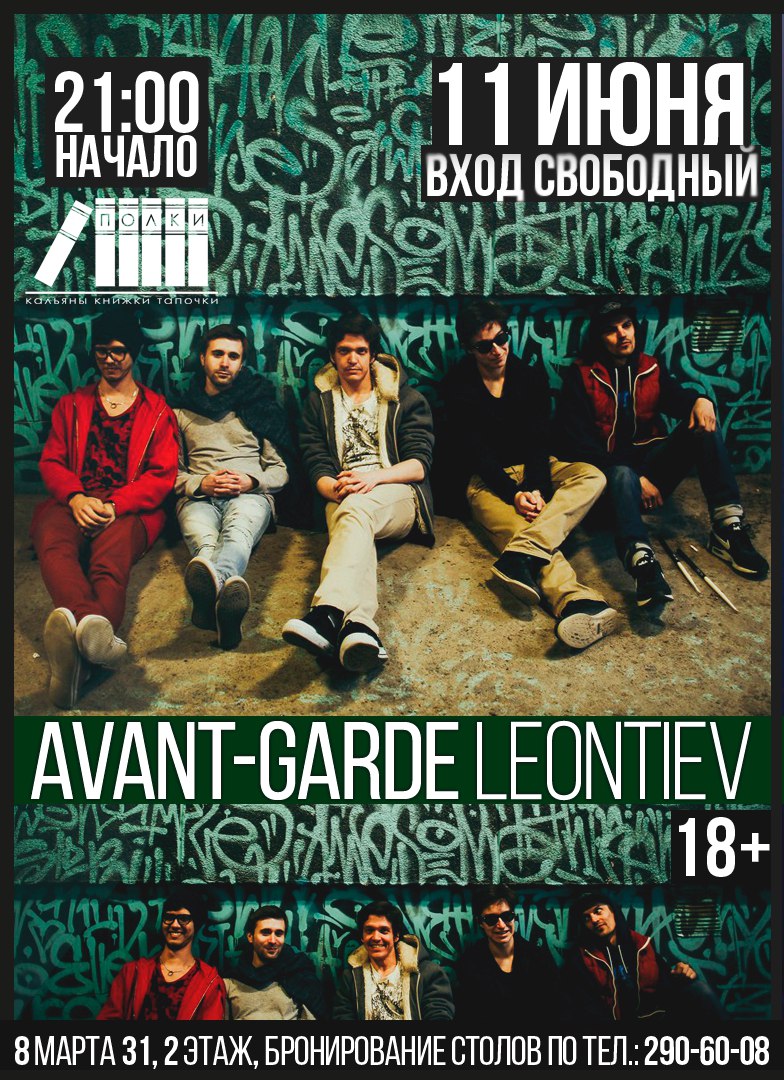 21:00
НАЧАЛО
11 ИЮНЯ
ВХОД СВОБОДНЫЙ
ПОЛКИ
КАЛЬЯНЫ КНИЖКИ ТАПОЧКИ
AVANT-GARDE LEONTIEV
18+
8 МАРТА 31, 2 ЭТАЖ, БРОНИРОВАНИЕ СТОЛОВ ПО ТЕЛ.: 290-60-08